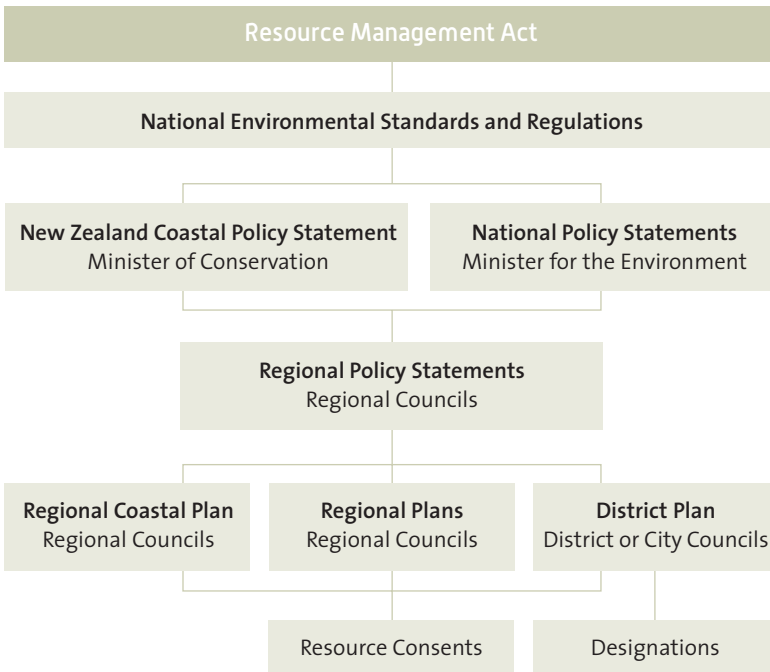 Resource Management Act
National Environmental Standards and Regulations
New Zealand Coastal Policy Statement
Minister of Conservation
National Policy Statements
Minister for the Environment
Regional Policy Statements
Regional Councils
Regional Coastal Plan
Regional Councils
Regional Plans
Regional Councils
District Plan
District or City Councils
Resource Consents
Designations